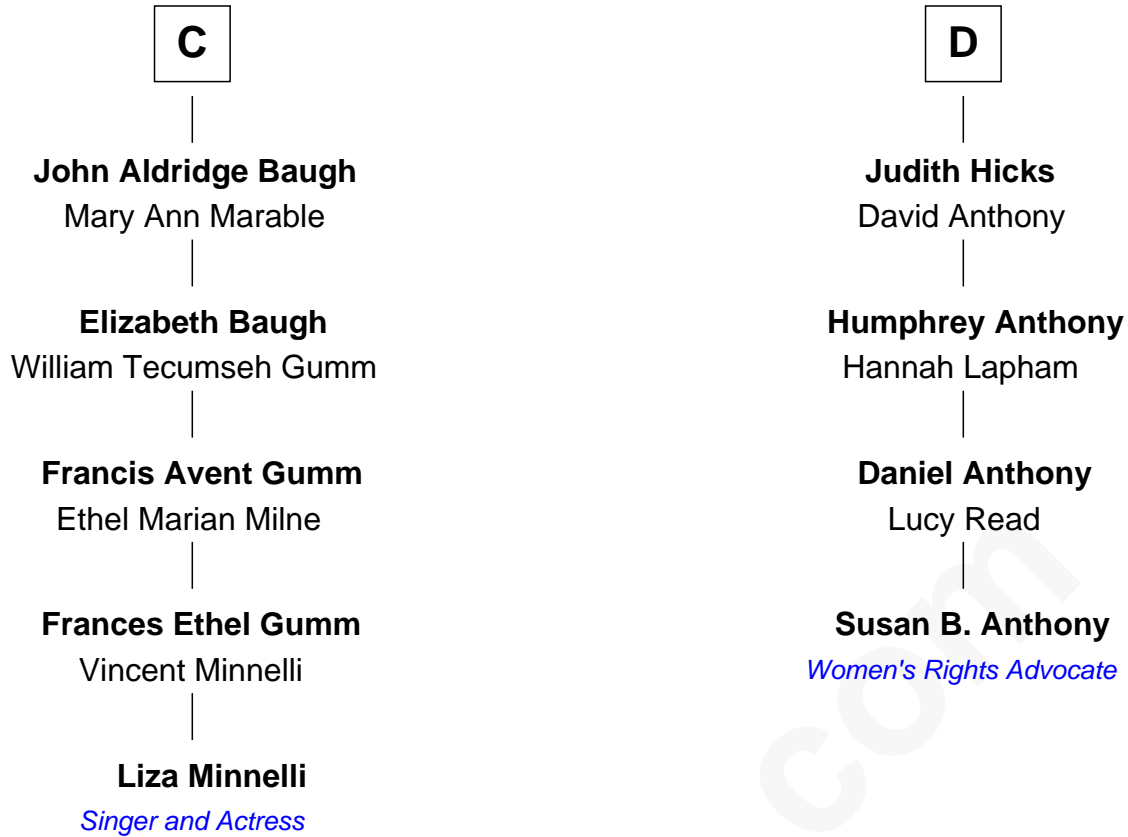 C
John Aldridge Baugh
Mary Ann Marable
Elizabeth Baugh
William Tecumseh Gumm
Francis Avent Gumm
Ethel Marian Milne
Frances Ethel Gumm
Vincent Minnelli
Liza Minnelli
Singer and Actress
D
Judith Hicks
David Anthony
Humphrey Anthony
Hannah Lapham
Daniel Anthony
Lucy Read
Susan B. Anthony
Women's Rights Advocate
com